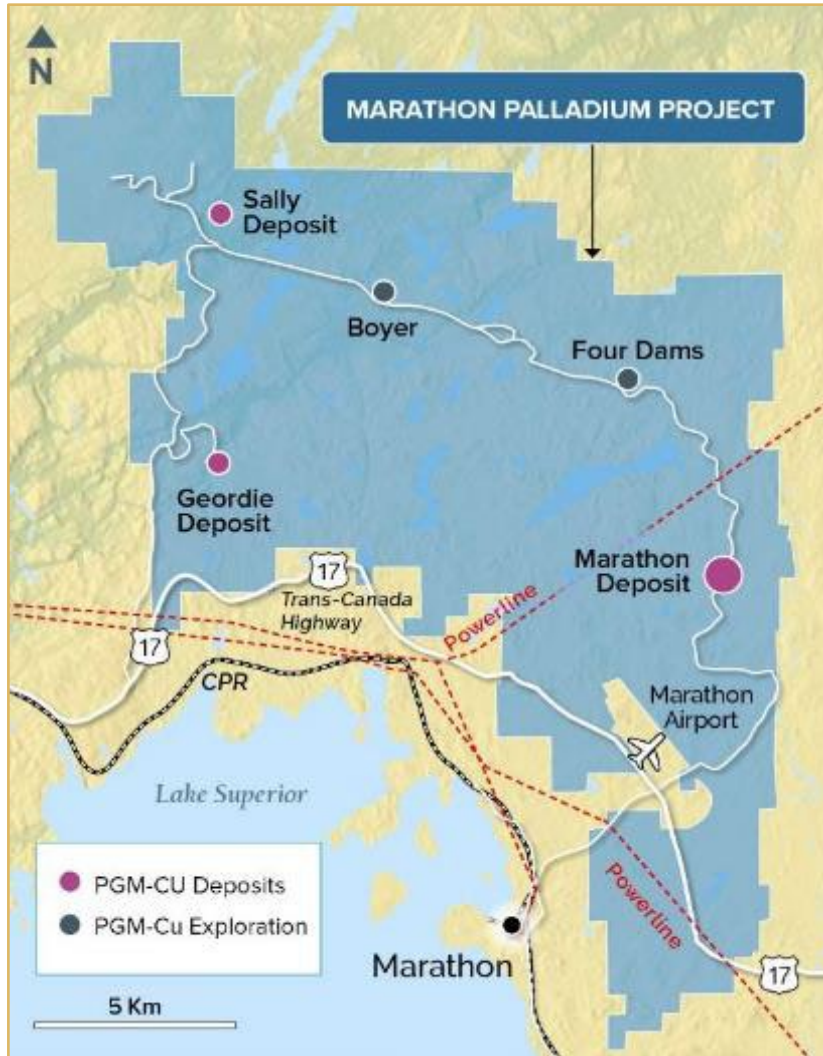 N
MARATHON PALLADIUM PROJECT
Sally
Deposit
Boyer
Four Dams
Geordie
Deposit
Marathon
Deposit
17
Trans-Canada
Highway
Powerline
17
CPR
Marathon
Airport
Lake Superior
PGM-CU Deposits
PGM-Cu Exploration
Powerline
Marathon
17
5 Km